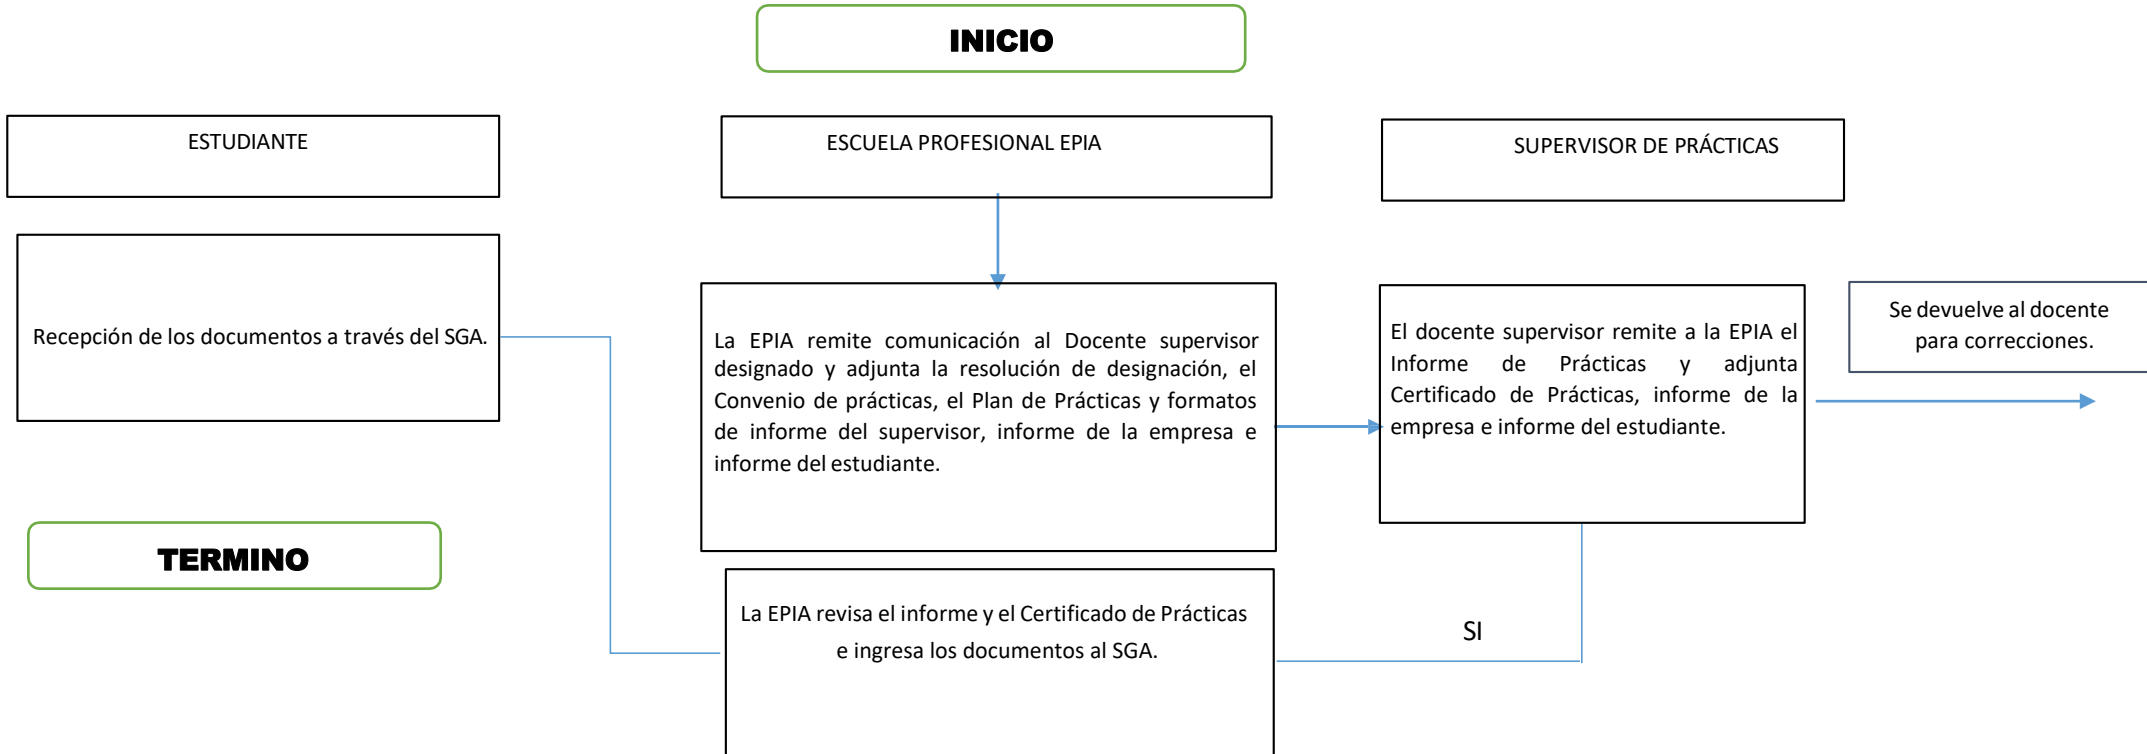 INICIO
ESTUDIANTE
ESCUELA PROFESIONAL EPIA
SUPERVISOR DE PRÁCTICAS
Recepción de los documentos a través del SGA.
La EPIA remite comunicación al Docente supervisor
designado y adjunta la resolución de designación, el
Convenio de prácticas, el Plan de Prácticas y formatos
de informe del supervisor, informe de la empresa e
informe del estudiante.
El docente supervisor remite a la EPIA el
Informe de Prácticas y adjunta
Certificado de Prácticas, informe de la
empresa e informe del estudiante.
Se devuelve al docente
para correcciones.
TERMINO
La EPIA revisa el informe y el Certificado de Prácticas
e ingresa los documentos al SGA.
SI